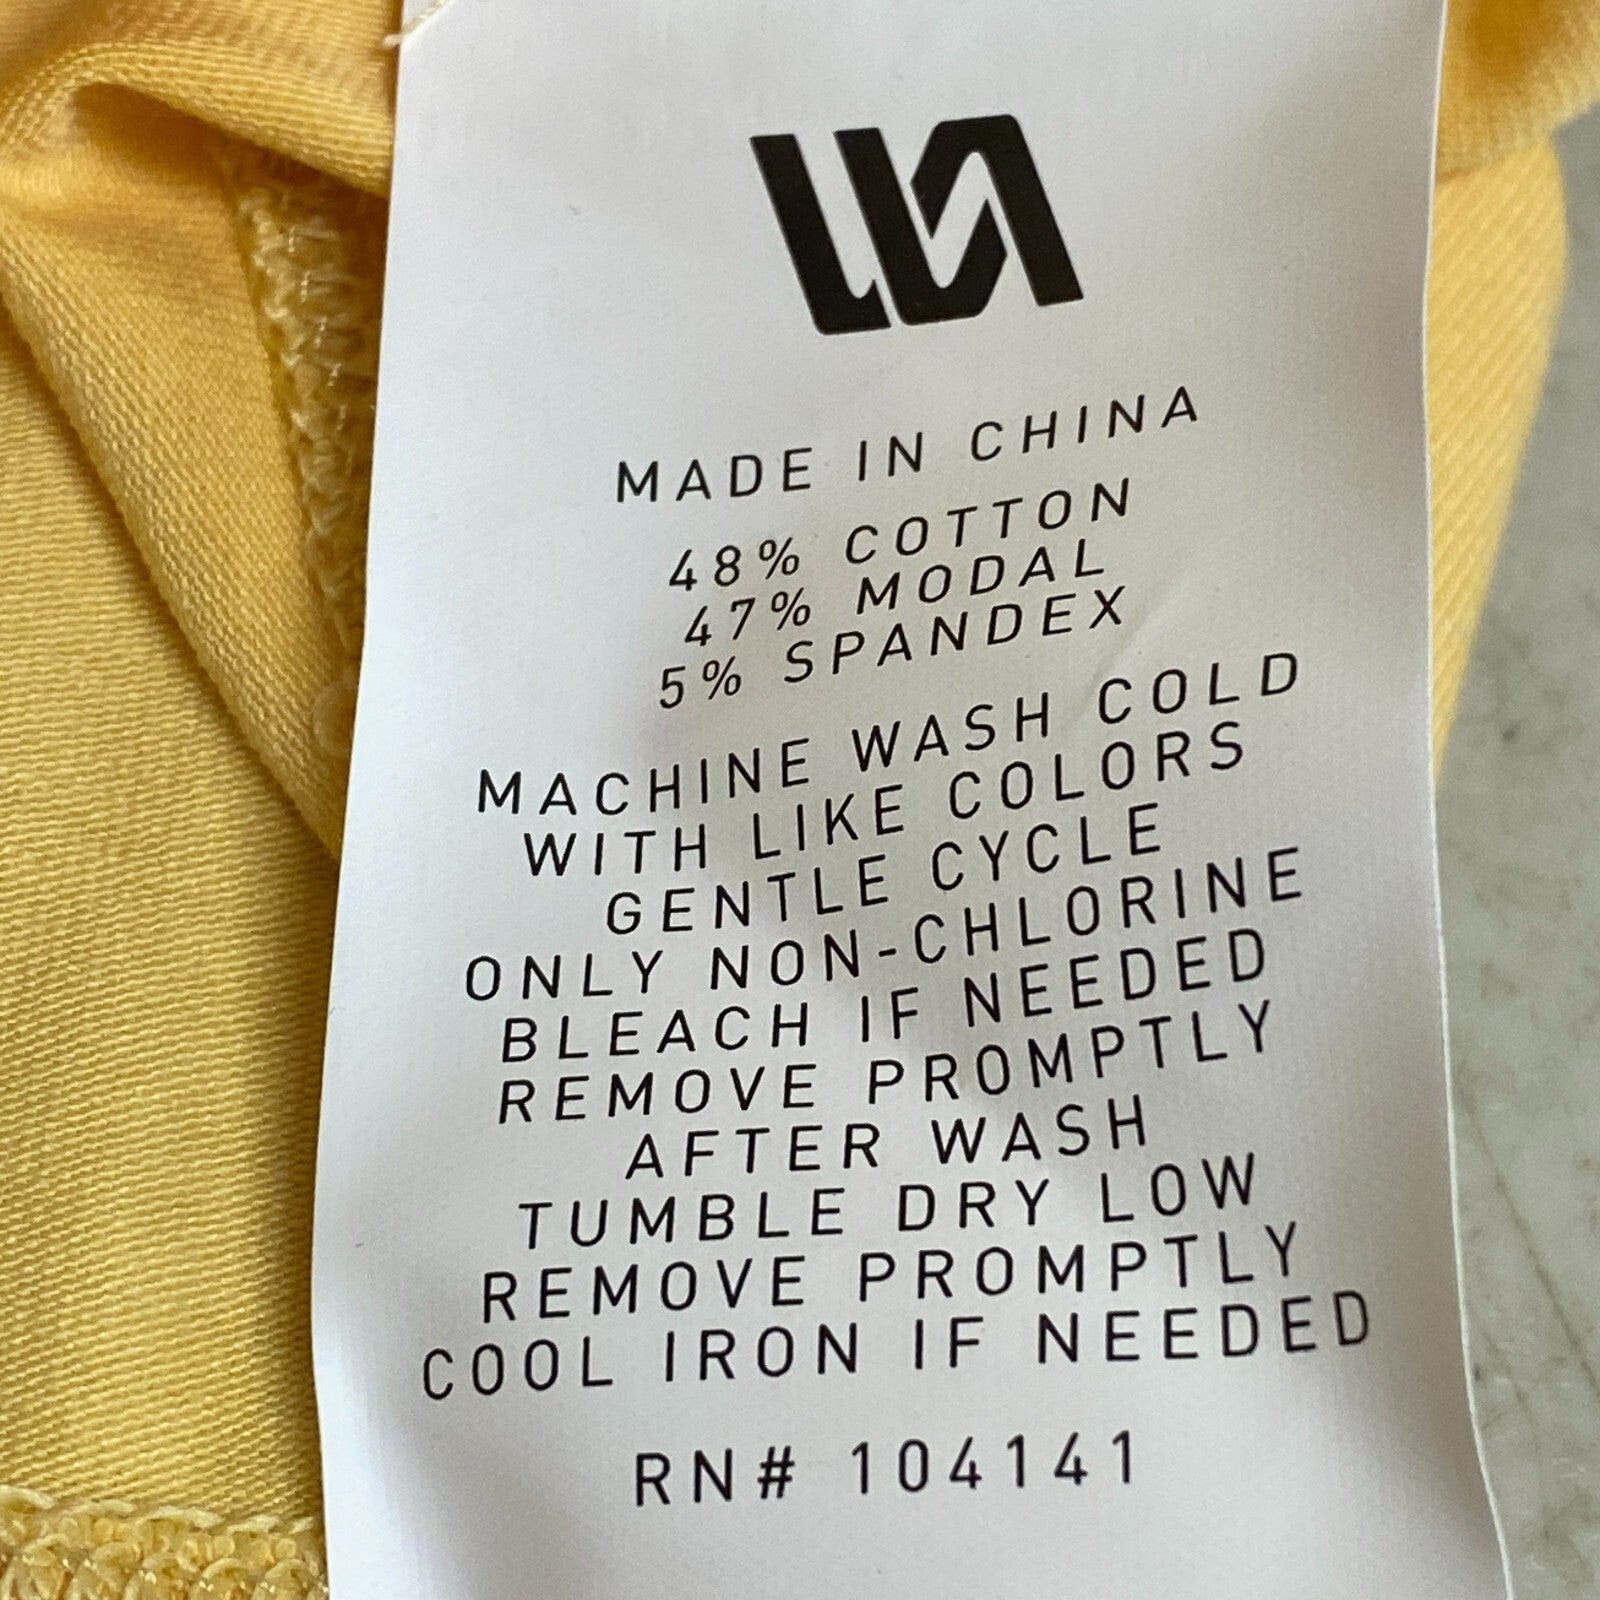 MADE IN CHINA
48% COTTON
47% MODAL
5% SPANDEX
MACHINE WASH COLD
WITH LIKE COLORS
GENTLE CYCLE
ONLY NON-CHLORINE
BLEACH IF NEEDED
REMOVE PROMPTLY
AFTER WASH
TUMBLE DRY LOW
REMOVE PROMPTLY
COOL IRON IF NEEDED
RN# 104141